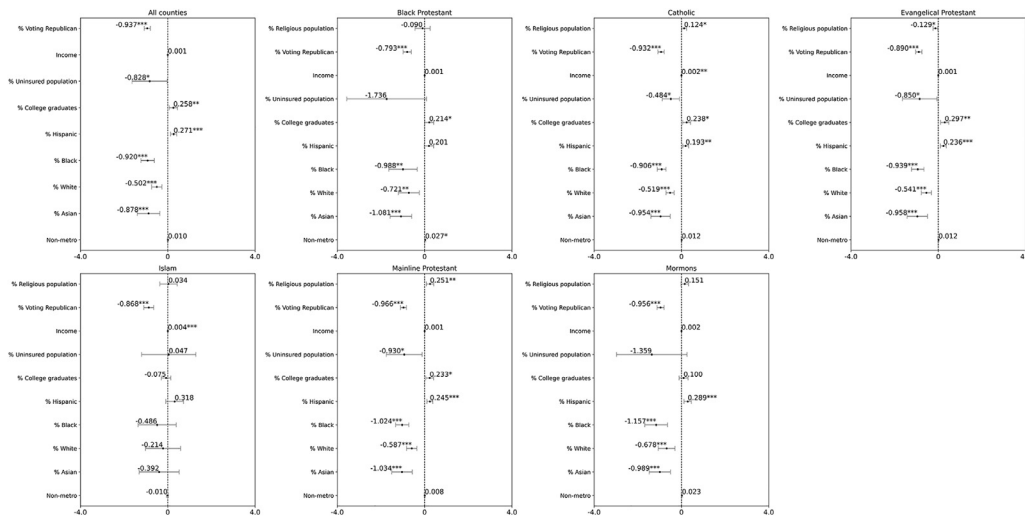 All counties
% Voting Republican -0.937***
Income 0.001
% Uninsured population -0.828*
% College graduates 0.258**
% Hispanic 0.271***
% Black -0.920***
% White -0.502***
% Asian -0.878***
Non-metro 0.010
-4.0 0 4.0
Black Protestant
% Religious population -0.090
% Voting Republican -0.793***
Income 0.001
% Uninsured population -1.736
% College graduates 0.214*
% Hispanic 0.201
% Black -0.988**
% White -0.721**
% Asian -1.081***
Non-metro 0.027*
-4.0 0 4.0
Catholic
% Religious population 0.124*
% Voting Republican -0.932***
Income 0.002**
% Uninsured population -0.484*
% College graduates 0.238*
% Hispanic 0.193**
% Black -0.906***
% White -0.519***
% Asian -0.954***
Non-metro 0.012
-4.0 0 4.0
Evangelical Protestant
% Religious population -0.129*
% Voting Republican -0.890***
Income 0.001
% Uninsured population -0.850*
% College graduates 0.297**
% Hispanic 0.236***
% Black -0.939***
% White -0.541***
% Asian -0.958***
Non-metro 0.012
-4.0 0 4.0
Islam
% Religious population 0.034
% Voting Republican -0.868***
Income 0.004***
% Uninsured population 0.047
% College graduates -0.075
% Hispanic 0.318
% Black -0.486
% White -0.214
% Asian -0.392
Non-metro -0.010
-4.0 0 4.0
Mainline Protestant
% Religious population 0.251**
% Voting Republican -0.966***
Income 0.001
% Uninsured population -0.930*
% College graduates 0.233*
% Hispanic 0.245***
% Black -1.024***
% White -0.587***
% Asian -1.034***
Non-metro 0.008
-4.0 0 4.0
Mormons
% Religious population 0.151
% Voting Republican -0.956***
Income 0.002
% Uninsured population -1.359
% College graduates 0.100
% Hispanic 0.289***
% Black -1.157***
% White -0.678***
% Asian -0.989***
Non-metro 0.023
-4.0 0 4.0